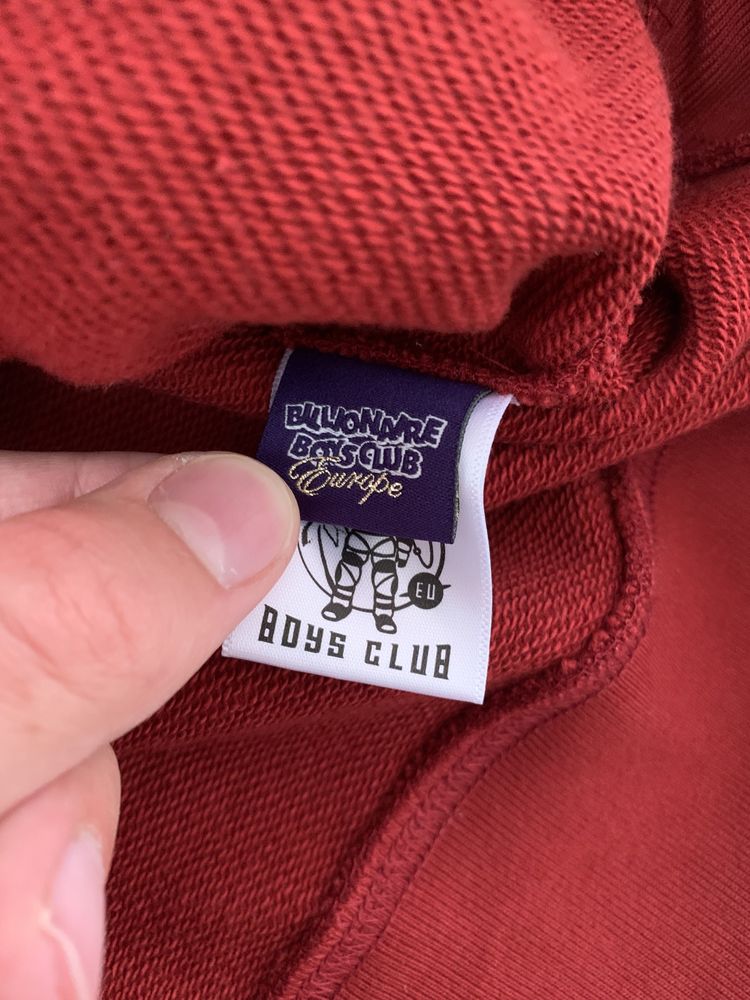 BILLIONAIRE
BOYS CLUB
Europe
EU
BOYS CLUB